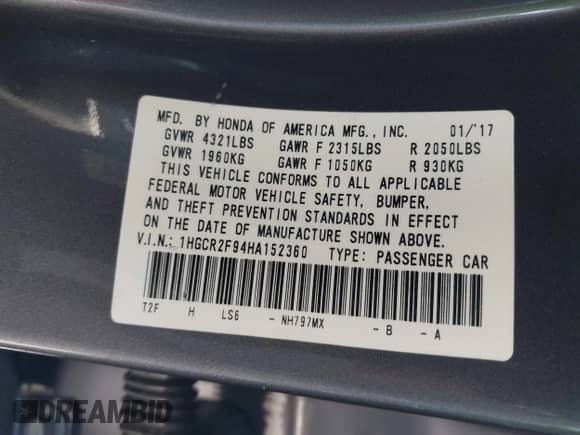 MFD. BY HONDA OF AMERICA MFG., INC. 01/'17
GVWR 4321LBS GAWR F 2315LBS R 2050LBS
GVWR 1960KG GAWR F 1050KG R 930KG
THIS VEHICLE CONFORMS TO ALL APPLICABLE
FEDERAL MOTOR VEHICLE SAFETY, BUMPER,
AND THEFT PREVENTION STANDARDS IN EFFECT
ON THE DATE OF MANUFACTURE SHOWN ABOVE.
V.I.N.: 1HGCR2F94HA152360 TYPE: PASSENGER CAR
T2F H LS6 - NH797MX - B - A
DREAMBID